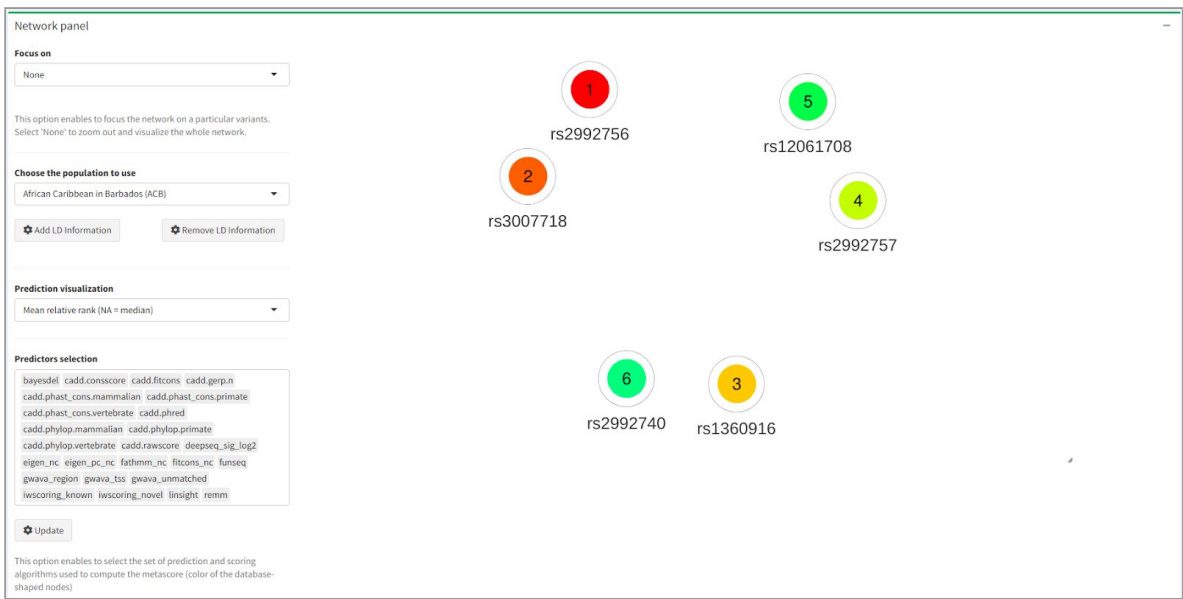 Network panel
–
Focus on
None
This option enables to focus the network on a particular variants.
Select 'None' to zoom out and visualize the whole network.
Choose the population to use
African Caribbean in Barbados (ACB)
Add LD Information
Remove LD Information
Prediction visualization
Mean relative rank (NA = median)
Predictors selection
bayesdel cadd.consscore cadd.fitcons cadd.gerp.n
cadd.phast_cons.mammalian cadd.phast_cons.primate
cadd.phast_cons.vertebrate cadd.phred
cadd.phylop.mammalian cadd.phylop.primate
cadd.phylop.vertebrate cadd.rawscore deepseq_sig_log2
eigen_nc eigen_pc_nc fathmm_nc fitcons_nc funseq
gwava_region gwava_tss gwava_unmatched
iwscoring_known iwscoring_novel linsight remm
Update
This option enables to select the set of prediction and scoring
algorithms used to compute the metascore (color of the database-
shaped nodes)
1
rs2992756
5
rs12061708
2
rs3007718
4
rs2992757
6
rs2992740
3
rs1360916